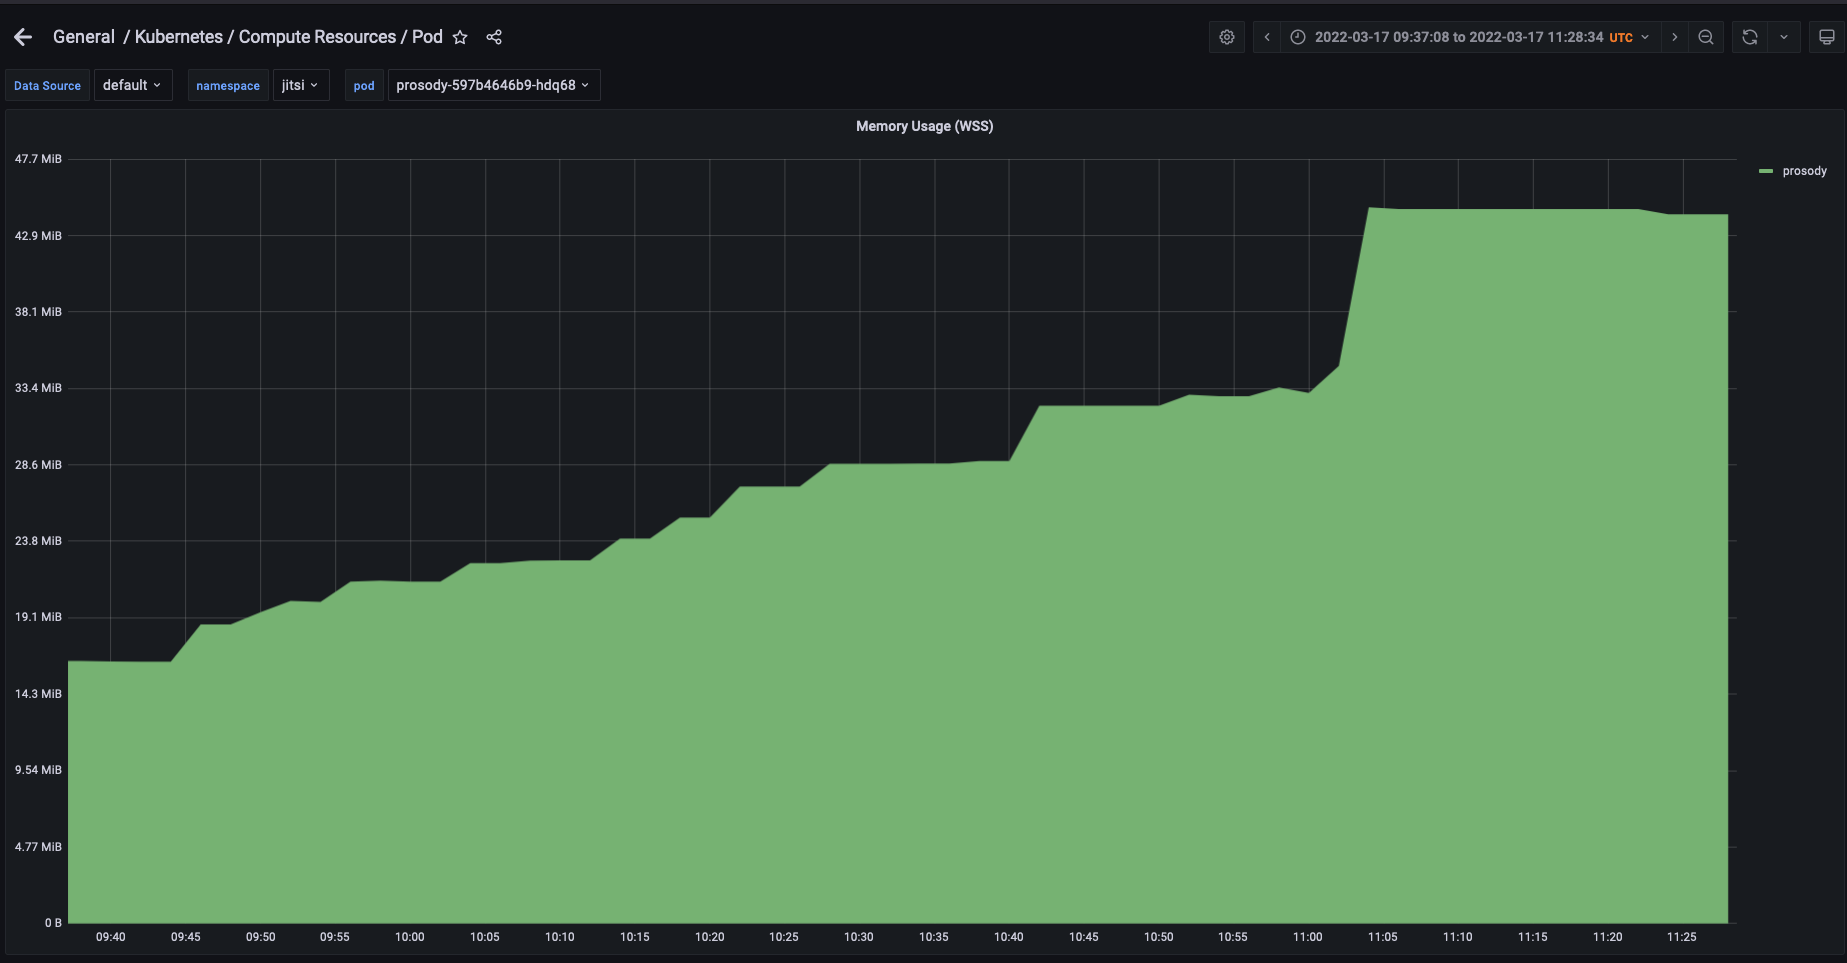 General / Kubernetes / Compute Resources / Pod
2022-03-17 09:37:08 to 2022-03-17 11:28:34 UTC
Data Source default namespace jitsi pod prosody-597b4646b9-hdq68
Memory Usage (WSS)
47.7 MiB
prosody
42.9 MiB
38.1 MiB
33.4 MiB
28.6 MiB
23.8 MiB
19.1 MiB
14.3 MiB
9.54 MiB
4.77 MiB
0 B
09:40 09:45 09:50 09:55 10:00 10:05 10:10 10:15 10:20 10:25 10:30 10:35 10:40 10:45 10:50 10:55 11:00 11:05 11:10 11:15 11:20 11:25